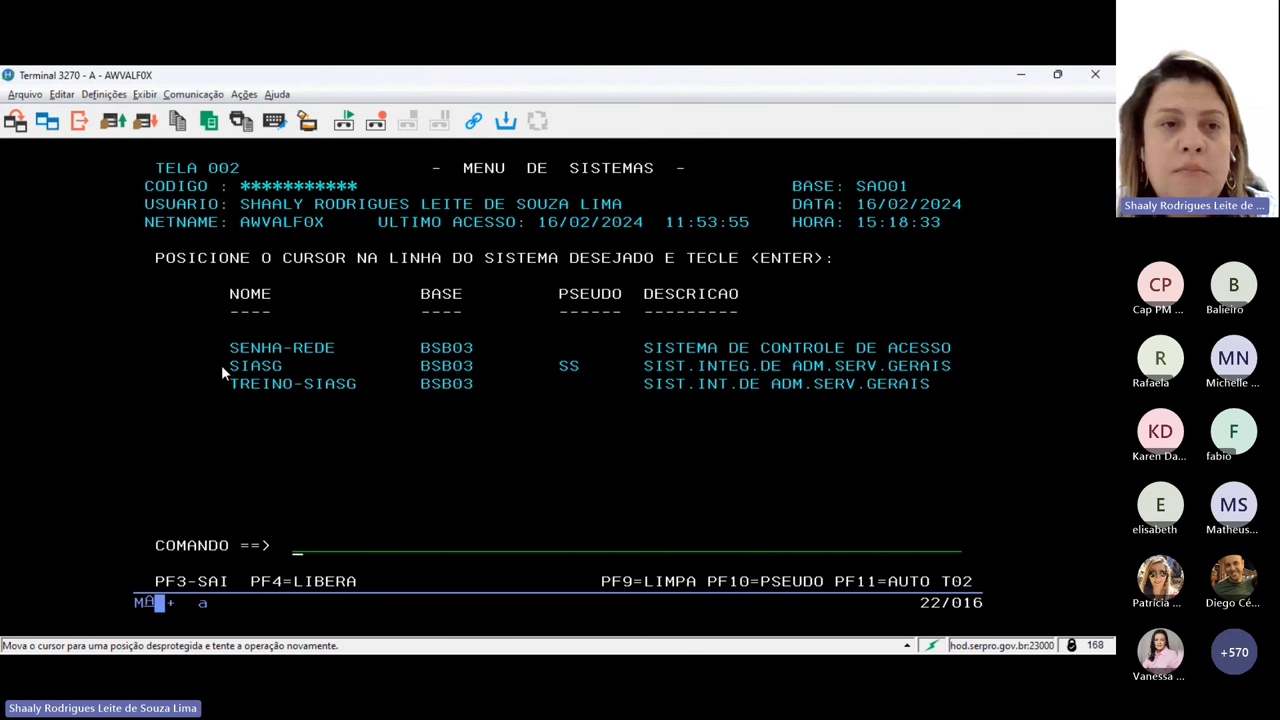 Terminal 3270 - A - AWVALF0X
Arquivo Editar Definições Exibir Comunicação Ações Ajuda
TELA 002 - MENU DE SISTEMAS -
CODIGO : *********** BASE: SAO01
USUARIO: SHAALY RODRIGUES LEITE DE SOUZA LIMA DATA: 16/02/2024
NETNAME: AWVALF0X ULTIMO ACESSO: 16/02/2024 11:53:55 HORA: 15:18:33
POSICIONE O CURSOR NA LINHA DO SISTEMA DESEJADO E TECLE <ENTER>:
NOME BASE PSEUDO DESCRICAO
---- ---- ------ ---------
SENHA-REDE BSB03 SISTEMA DE CONTROLE DE ACESSO
SIASG BSB03 SS SIST.INTEG.DE ADM.SERV.GERAIS
TREINO-SIASG BSB03 SIST.INT.DE ADM.SERV.GERAIS
COMANDO ==>
PF3-SAI PF4=LIBERA PF9=LIMPA PF10=PSEUDO PF11=AUTO T02
MA + a 22/016
Mova o cursor para uma posição desprotegida e tente a operação novamente. hod.serpro.gov.br:23000 168
Shaaly Rodrigues Leite de Souza Lima
Shaaly Rodrigues Leite de ...
CP B
Cap PM ... Balieiro
R MN
Rafaela Michelle ...
KD F
Karen Da... fabio
E MS
elisabeth Matheus...
Patrícia ... Diego Cé...
+570
Vanessa ...